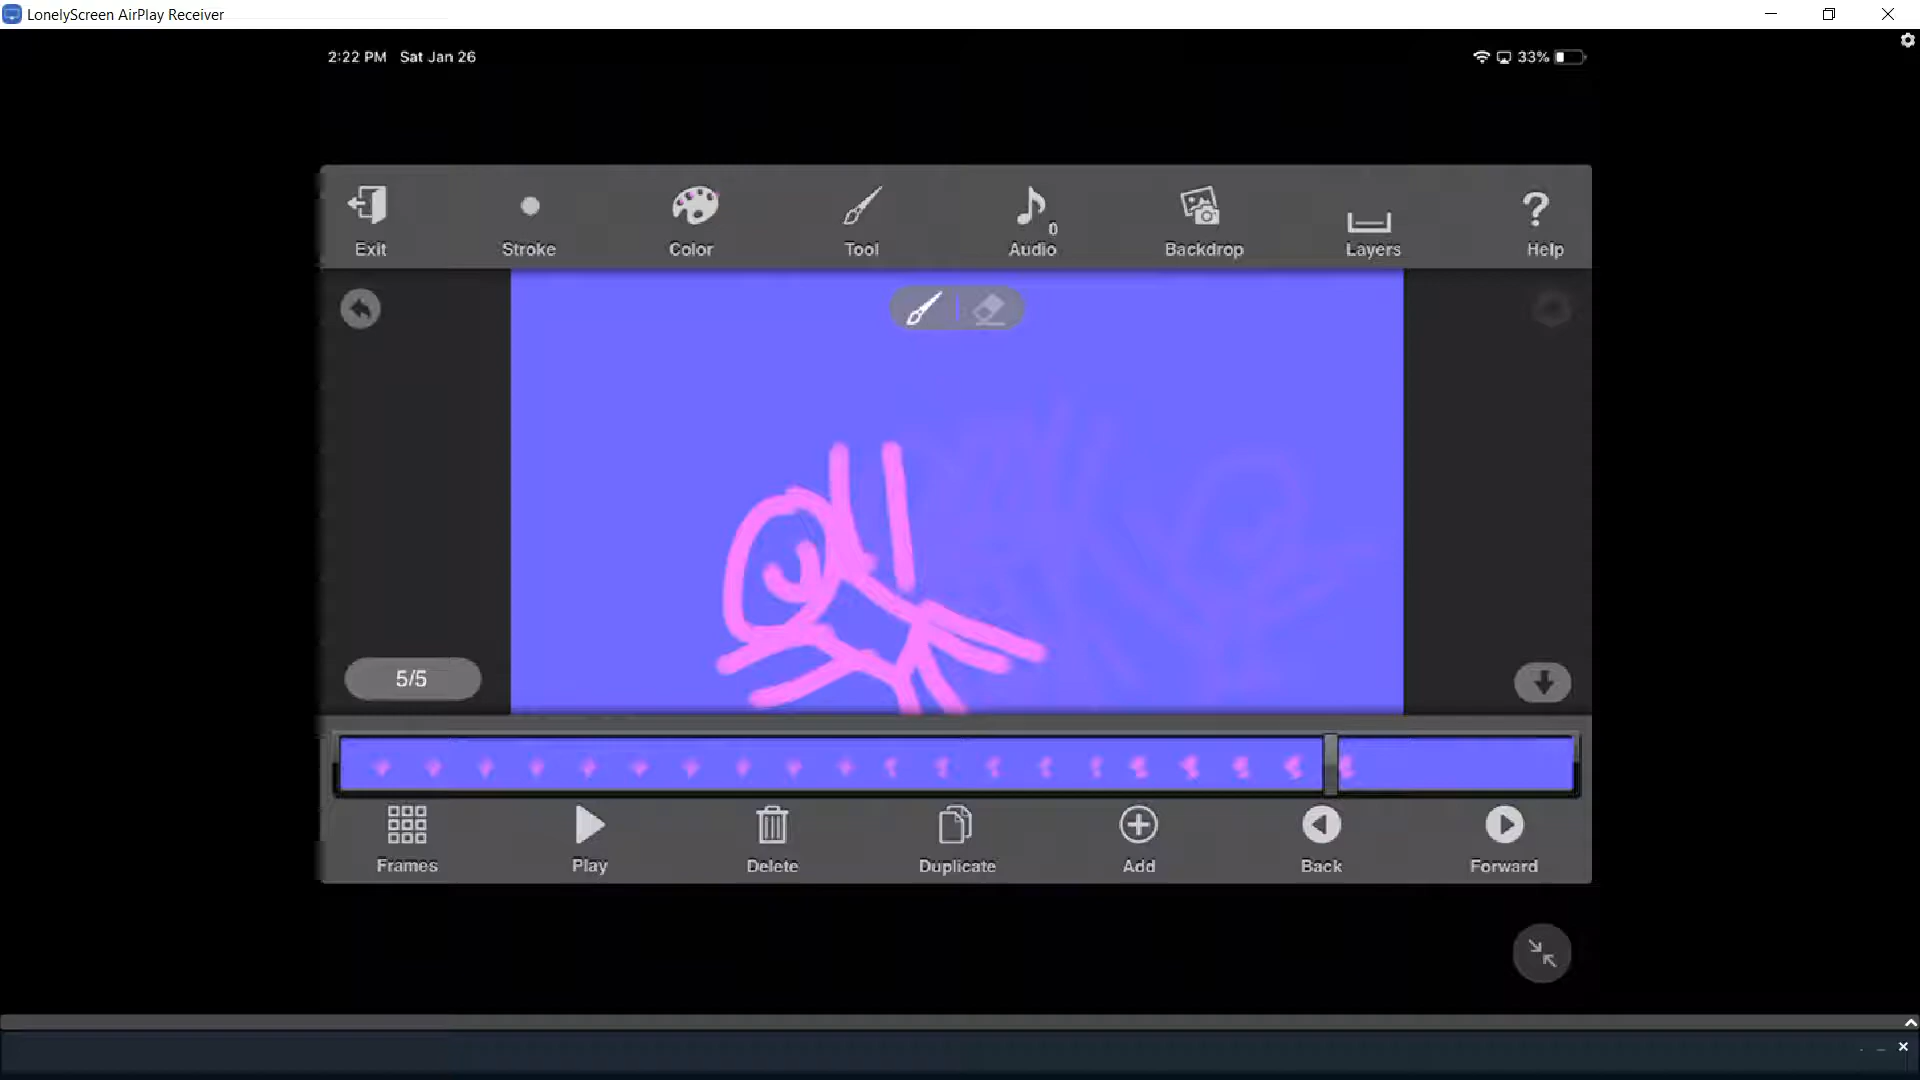 LonelyScreen AirPlay Receiver
2:22 PM Sat Jan 26 33%
Exit Stroke Color Tool Audio 0 Backdrop Layers ? Help
5/5
Frames Play Delete Duplicate Add Back Forward